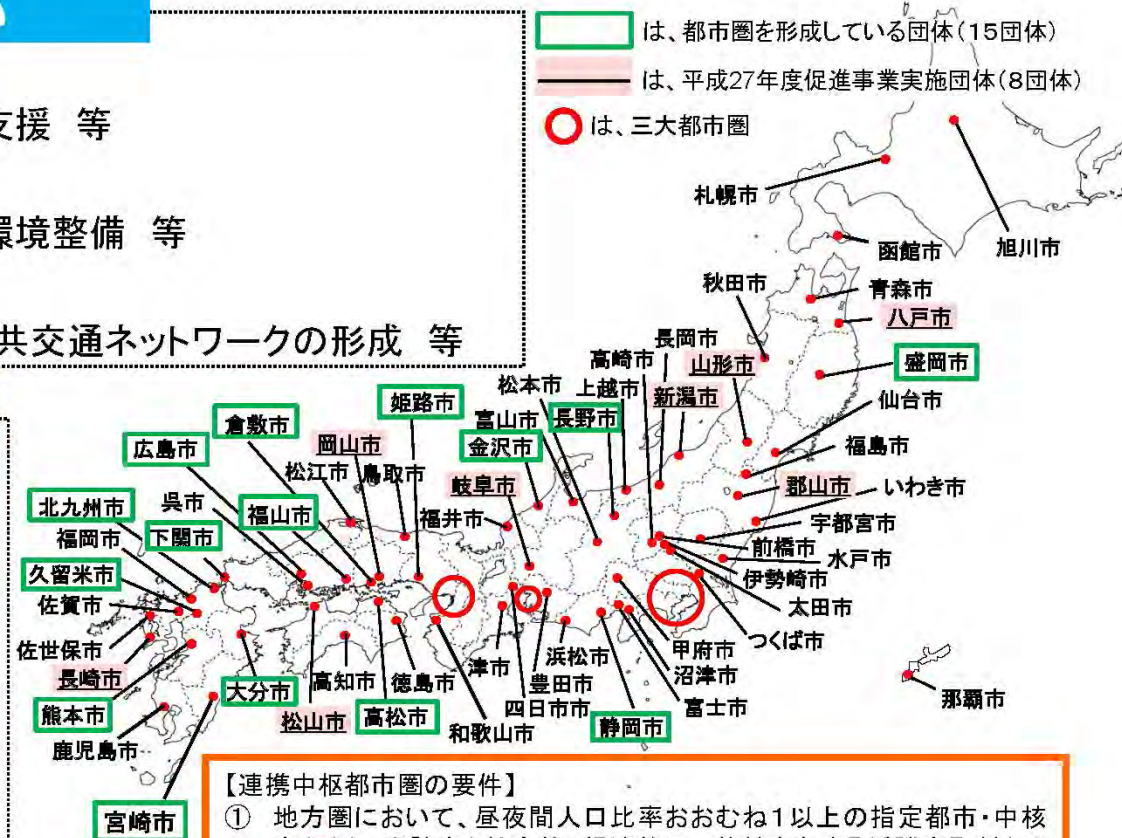 は、都市圏を形成している団体(15団体)
は、平成27年度促進事業実施団体(8団体)
は、三大都市圏
支援 等
環境整備 等
共交通ネットワークの形成 等
札幌市
旭川市
函館市
青森市
八戸市
秋田市
盛岡市
仙台市
山形市
福島市
郡山市
いわき市
新潟市
長岡市
高崎市
上越市
松本市
長野市
富山市
金沢市
岐阜市
福井市
宇都宮市
前橋市
水戸市
伊勢崎市
太田市
つくば市
甲府市
沼津市
富士市
静岡市
浜松市
豊田市
四日市市
津市
和歌山市
姫路市
鳥取市
松江市
岡山市
倉敷市
福山市
広島市
呉市
下関市
北九州市
福岡市
久留米市
佐賀市
佐世保市
長崎市
熊本市
鹿児島市
宮崎市
大分市
松山市
高知市
高松市
徳島市
那覇市
【連携中枢都市圏の要件】
① 地方圏において、昼夜間人口比率おおむね1以上の指定都市・中核